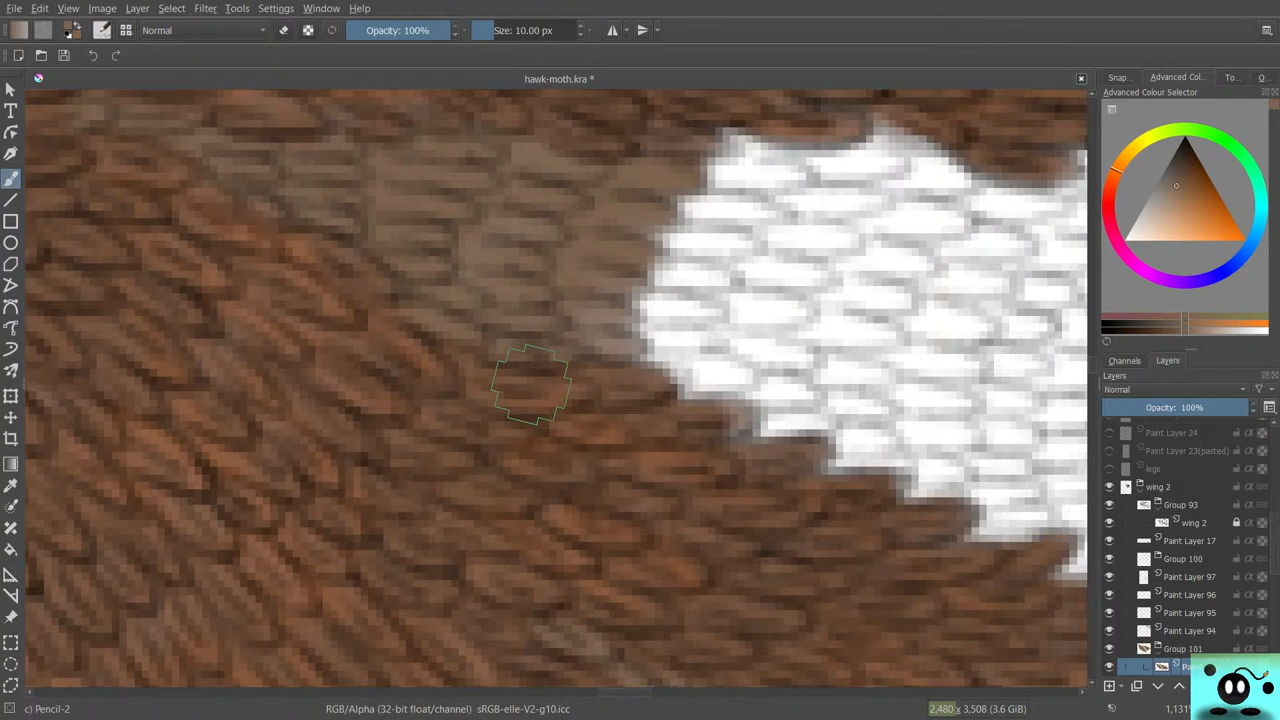 File Edit View Image Layer Select Filter Tools Settings Window Help
Normal Opacity: 100% Size: 10.00 px
hawk-moth.kra *
Snap... Advanced Col... To... O...
Advanced Colour Selector
Channels Layers
Layers
Normal
Opacity: 100%
Paint Layer 24
Paint Layer 23(pasted)
legs
wing 2
Group 93
wing 2
Paint Layer 17
Group 100
Paint Layer 97
Paint Layer 96
Paint Layer 95
Paint Layer 94
Group 101
c) Pencil-2 RGB/Alpha (32-bit float/channel) sRGB-elle-V2-g10.icc 2,480 x 3,508 (3.6 GiB)